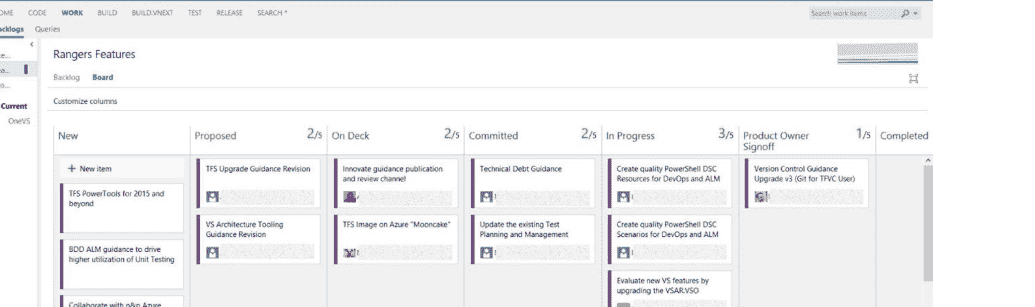 OME CODE WORK BUILD BUILD.VNEXT TEST RELEASE SEARCH *
Search work items
acklogs Queries
Rangers Features
Backlog Board
Customize columns
Current
OneVS
New
Proposed 2/5
On Deck 2/5
Committed 2/5
In Progress 3/5
Product Owner 1/5
Signoff
Completed
+ New item
TFS PowerTools for 2015 and
beyond
BDD ALM guidance to drive
higher utilization of Unit Testing
Collaborate with p&p Azure
TFS Upgrade Guidance Revision
VS Architecture Tooling
Guidance Revision
Innovate guidance publication
and review channel
TFS Image on Azure "Mooncake"
Technical Debt Guidance
Update the existing Test
Planning and Management
Create quality PowerShell DSC
Resources for DevOps and ALM
Create quality PowerShell DSC
Scenarios for DevOps and ALM
Evaluate new VS features by
upgrading the VSAR.VSO
Version Control Guidance
Upgrade v3 (Git for TFVC User)